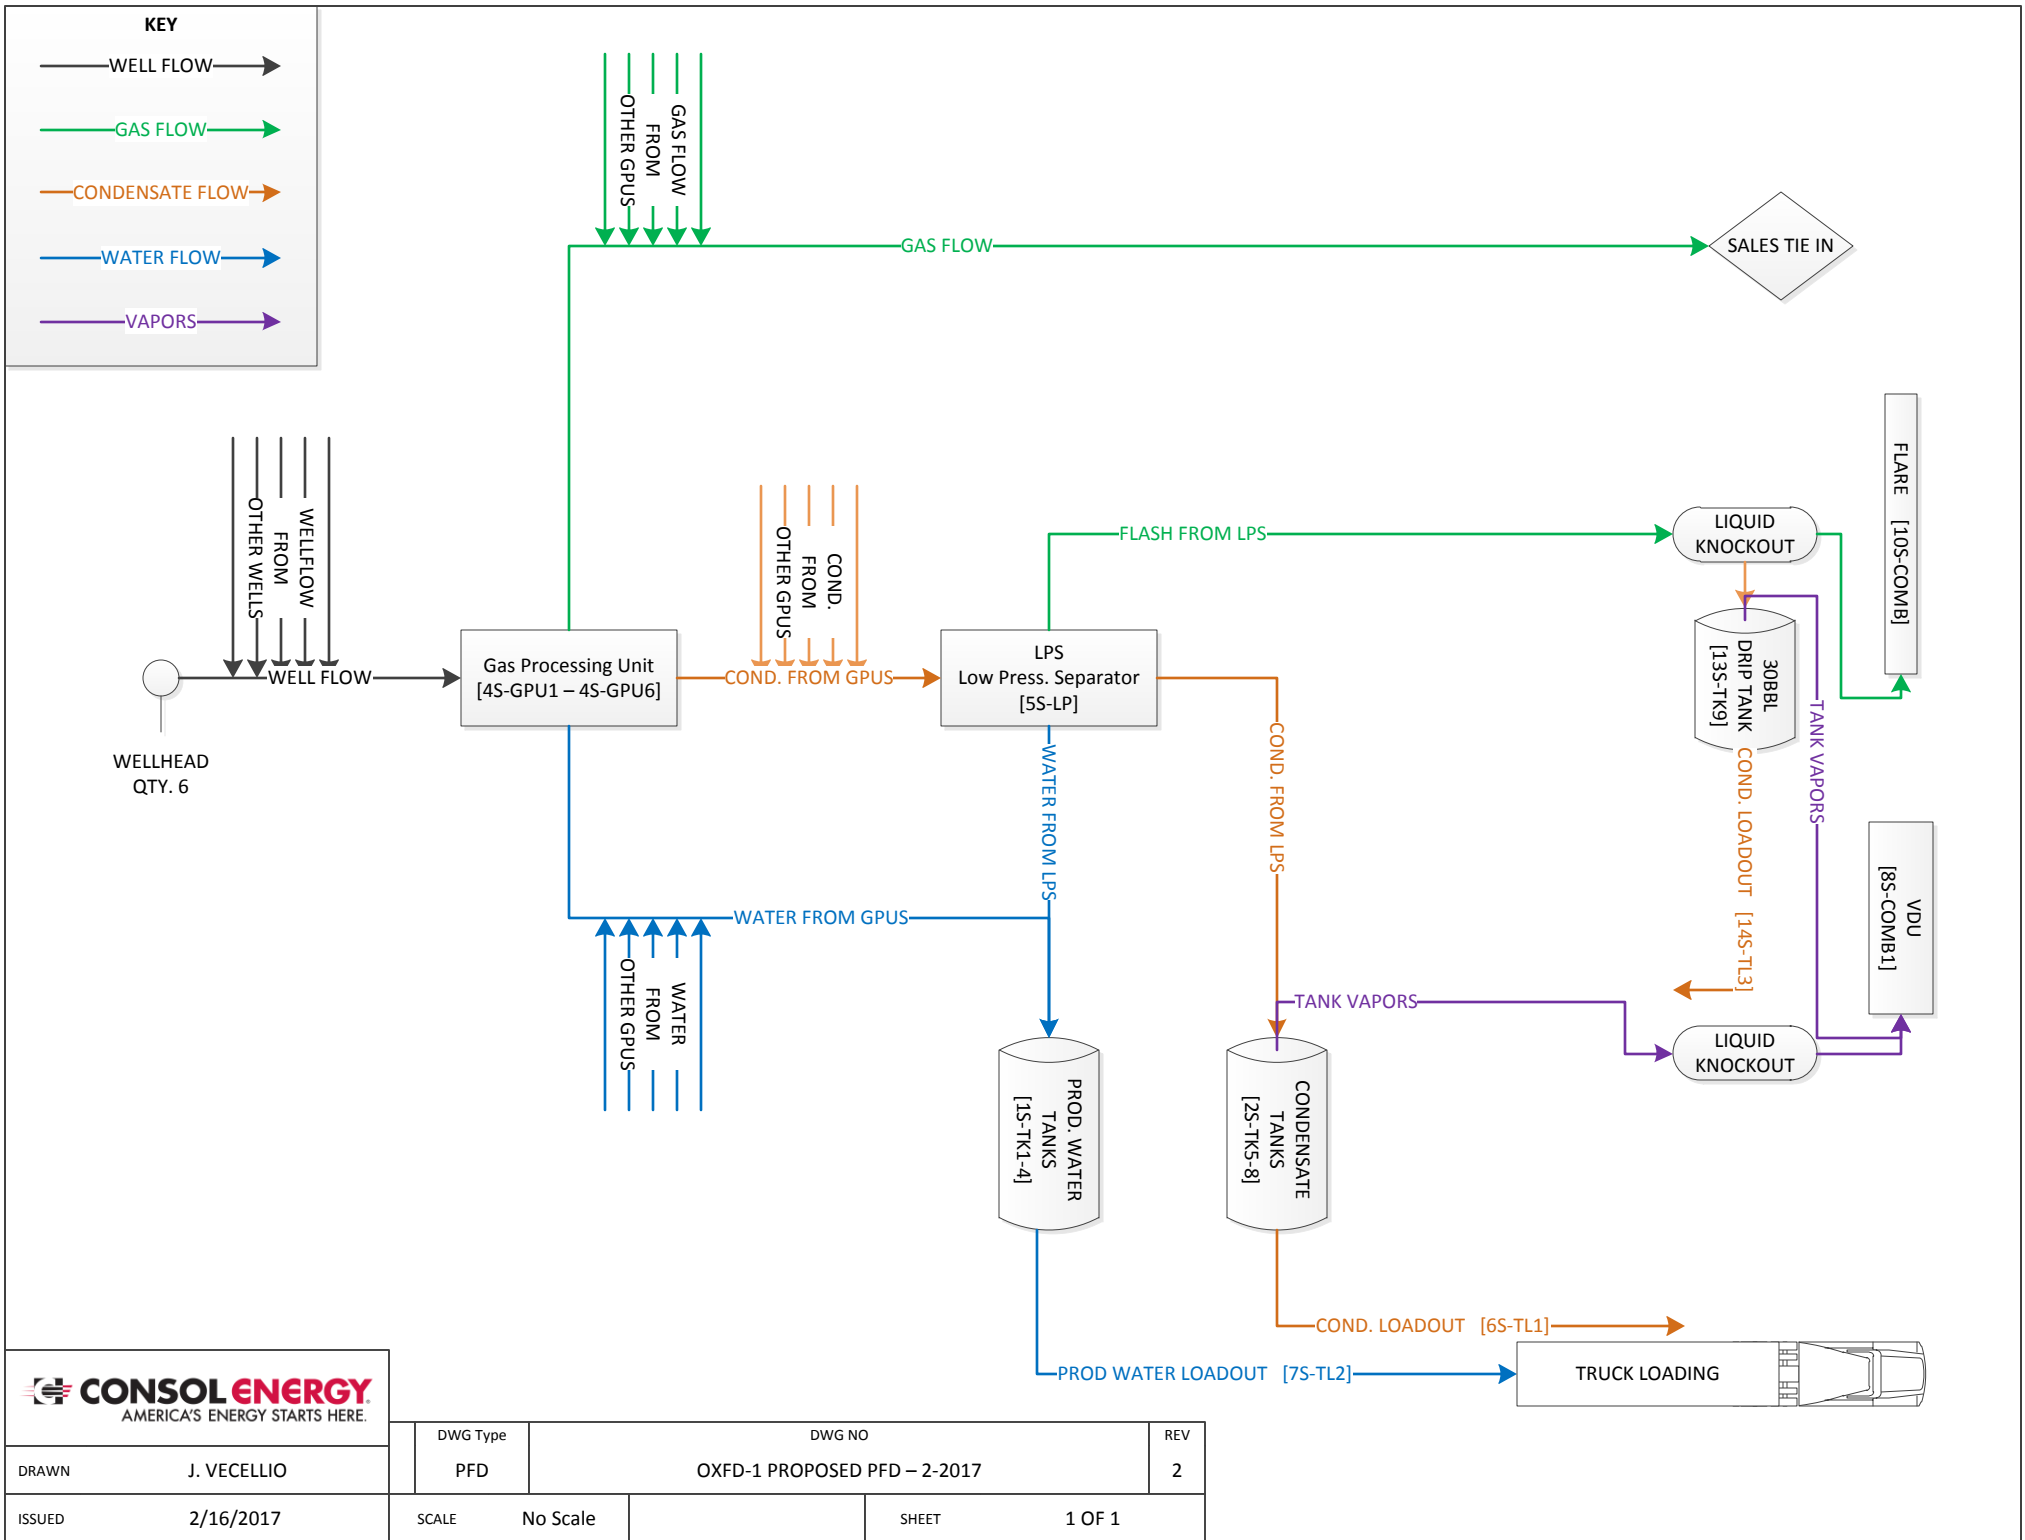 KEY
WELL FLOW
GAS FLOW
CONDENSATE FLOW
WATER FLOW
VAPORS
GAS FLOW
FROM
OTHER GPUS
GAS FLOW
SALES TIE IN
WELLFLOW
FROM
OTHER WELLS
WELL FLOW
WELLHEAD
QTY. 6
Gas Processing Unit
[4S-GPU1 – 4S-GPU6]
COND.
FROM
OTHER GPUS
COND. FROM GPUS
LPS
Low Press. Separator
[5S-LP]
FLASH FROM LPS
LIQUID
KNOCKOUT
FLARE [10S-COMB]
30BBL
DRIP TANK
[13S-TK9]
TANK VAPORS
COND. LOADOUT [14S-TL3]
COND. FROM LPS
WATER FROM LPS
WATER FROM GPUS
WATER
FROM
OTHER GPUS
VDU
[8S-COMB1]
TANK VAPORS
LIQUID
KNOCKOUT
PROD. WATER
TANKS
[1S-TK1-4]
CONDENSATE
TANKS
[2S-TK5-8]
COND. LOADOUT [6S-TL1]
PROD WATER LOADOUT [7S-TL2]
TRUCK LOADING
CONSOL ENERGY
AMERICA'S ENERGY STARTS HERE.
DRAWN J. VECELLIO
ISSUED 2/16/2017
DWG Type
PFD
DWG NO
OXFD-1 PROPOSED PFD – 2-2017
REV
2
SCALE No Scale
SHEET 1 OF 1